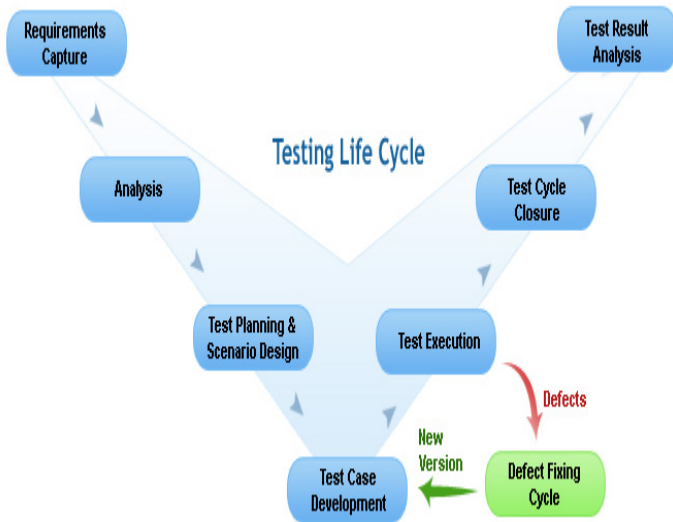 Requirements
Capture
Test Result
Analysis
Testing Life Cycle
Analysis
Test Cycle
Closure
Test Planning &
Scenario Design
Test Execution
Defects
New
Version
Test Case
Development
Defect Fixing
Cycle